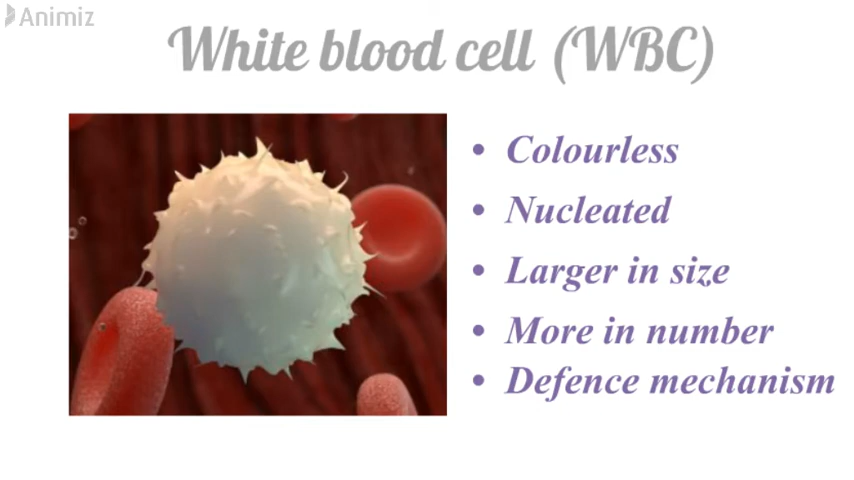 Animiz
White blood cell (WBC)
• Colourless
• Nucleated
• Larger in size
• More in number
• Defence mechanism